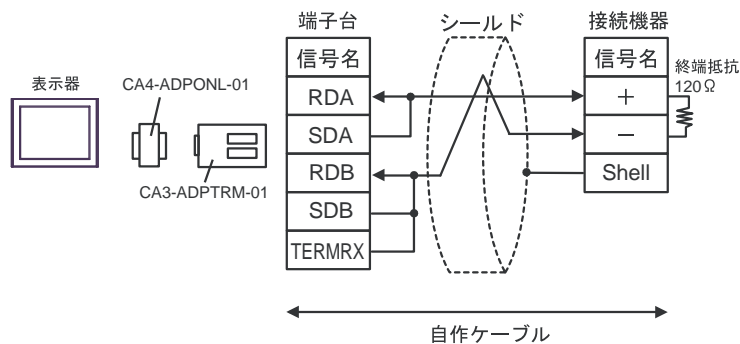 端子台
シールド
接続機器
信号名
信号名
表示器
CA4-ADPONL-01
終端抵抗
120Ω
RDA
+
SDA
−
RDB
Shell
CA3-ADPTRM-01
SDB
TERMRX
自作ケーブル